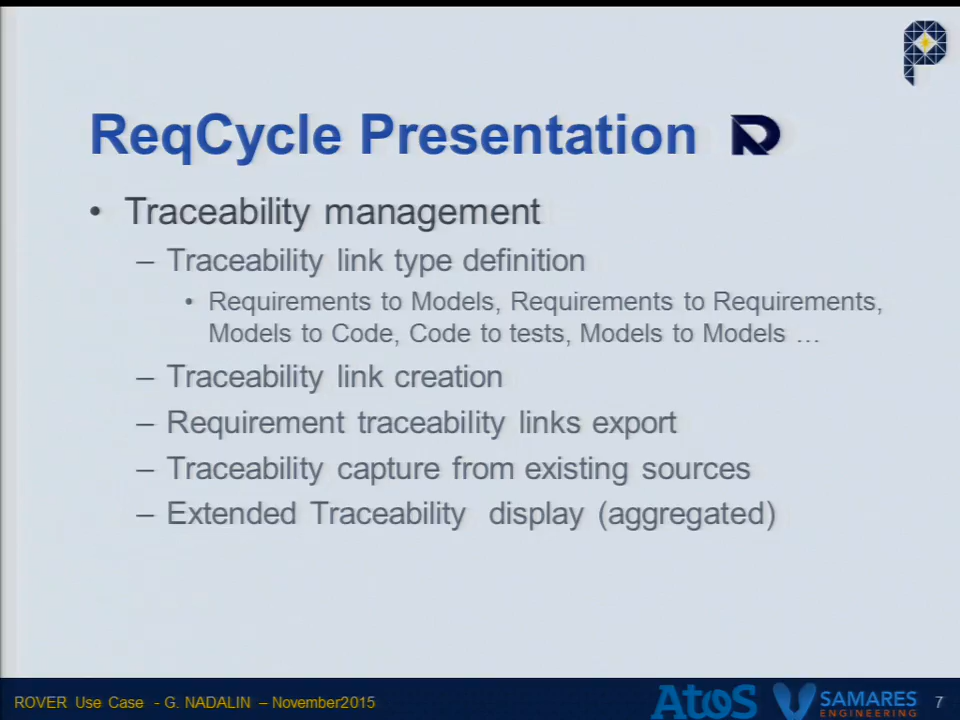 ReqCycle Presentation
• Traceability management
– Traceability link type definition
• Requirements to Models, Requirements to Requirements,
Models to Code, Code to tests, Models to Models …
– Traceability link creation
– Requirement traceability links export
– Traceability capture from existing sources
– Extended Traceability display (aggregated)
ROVER Use Case - G. NADALIN – November2015
Atos
SAMARES
ENGINEERING
7